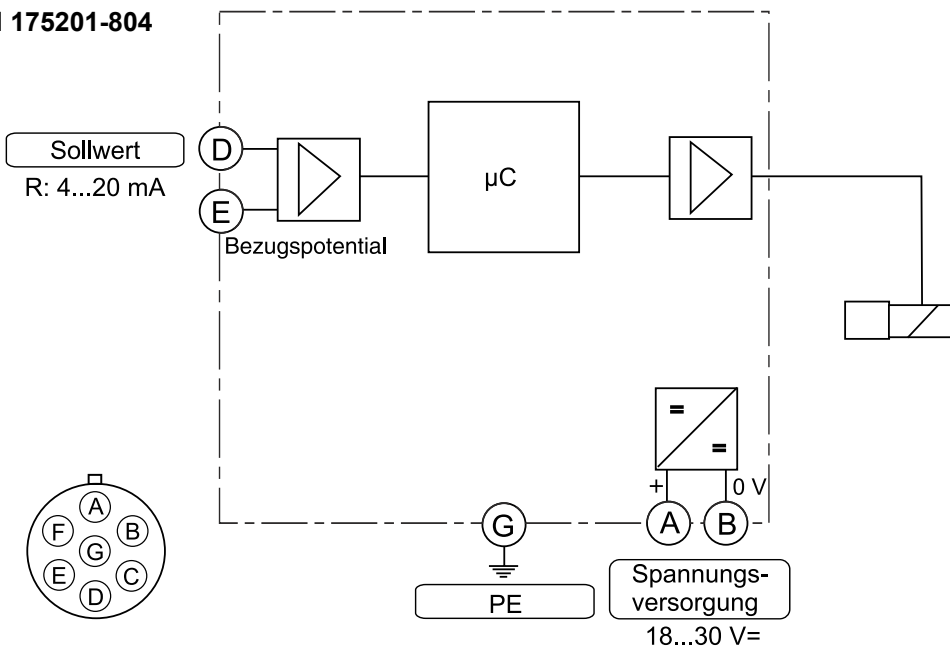 175201-804
Sollwert
R: 4...20 mA
D
E
Bezugspotential
µC
=
=
+
0 V
G
A
B
PE
Spannungs-
versorgung
18...30 V=
A
F
B
G
E
C
D